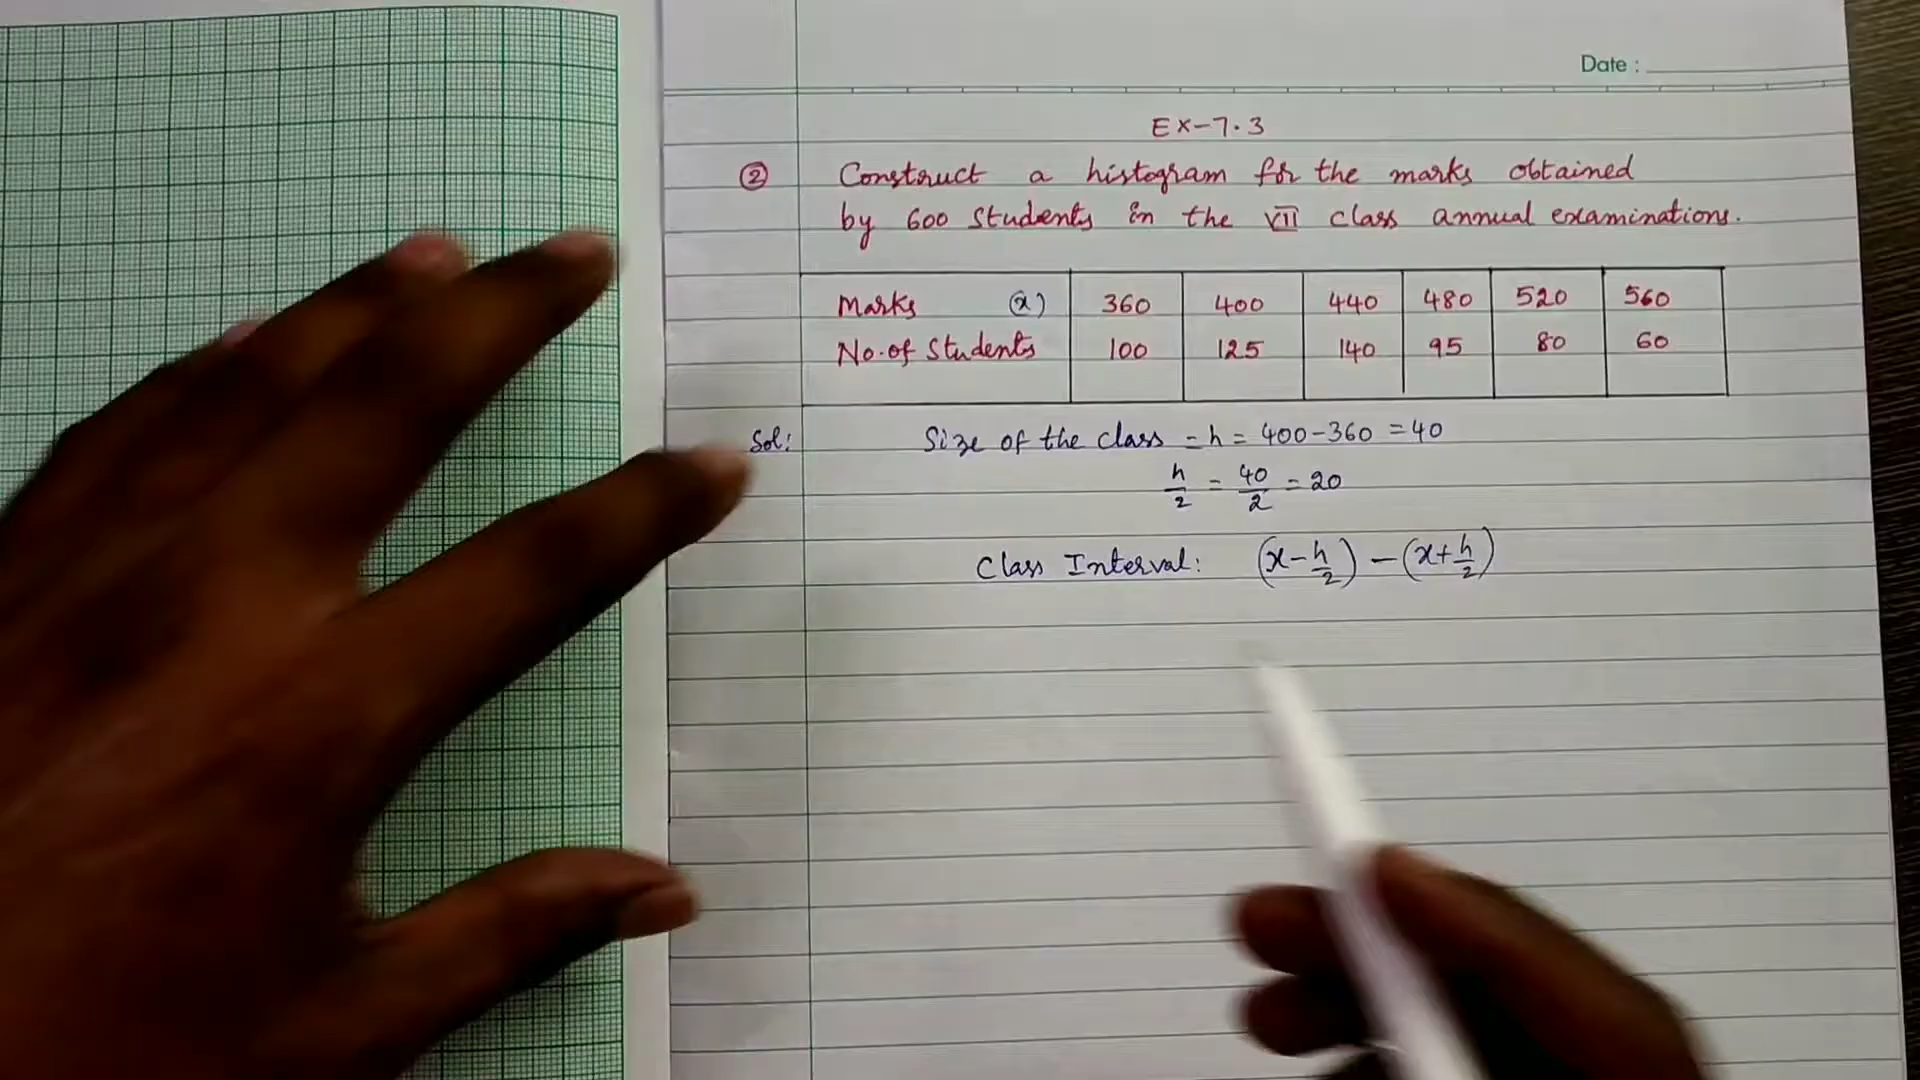 Date :
EX-7.3
② Construct a histogram for the marks obtained
by 600 Students in the VII class annual examinations.
Marks (x) 360 400 440 480 520 560
No.of Students 100 125 140 95 80 60
Sol: Size of the class = h = 400-360 = 40
h/2 = 40/2 = 20
Class Interval: (x-h/2) - (x+h/2)